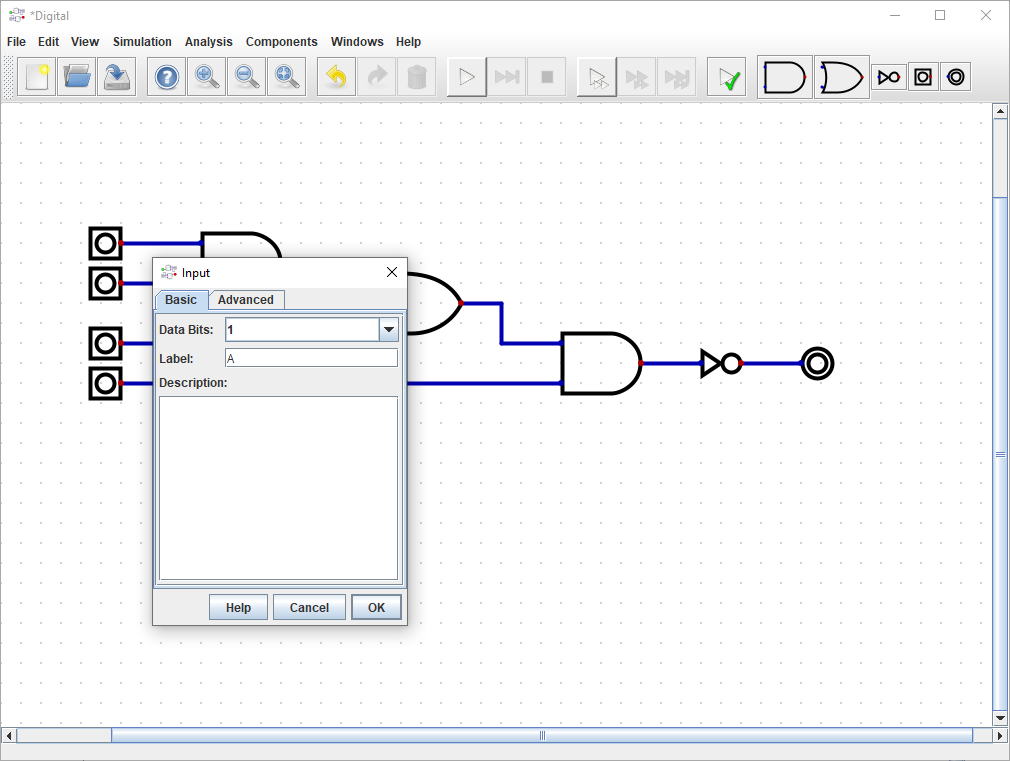 *Digital
File Edit View Simulation Analysis Components Windows Help
Input
Basic Advanced
Data Bits: 1
Label: A
Description:
Help Cancel OK